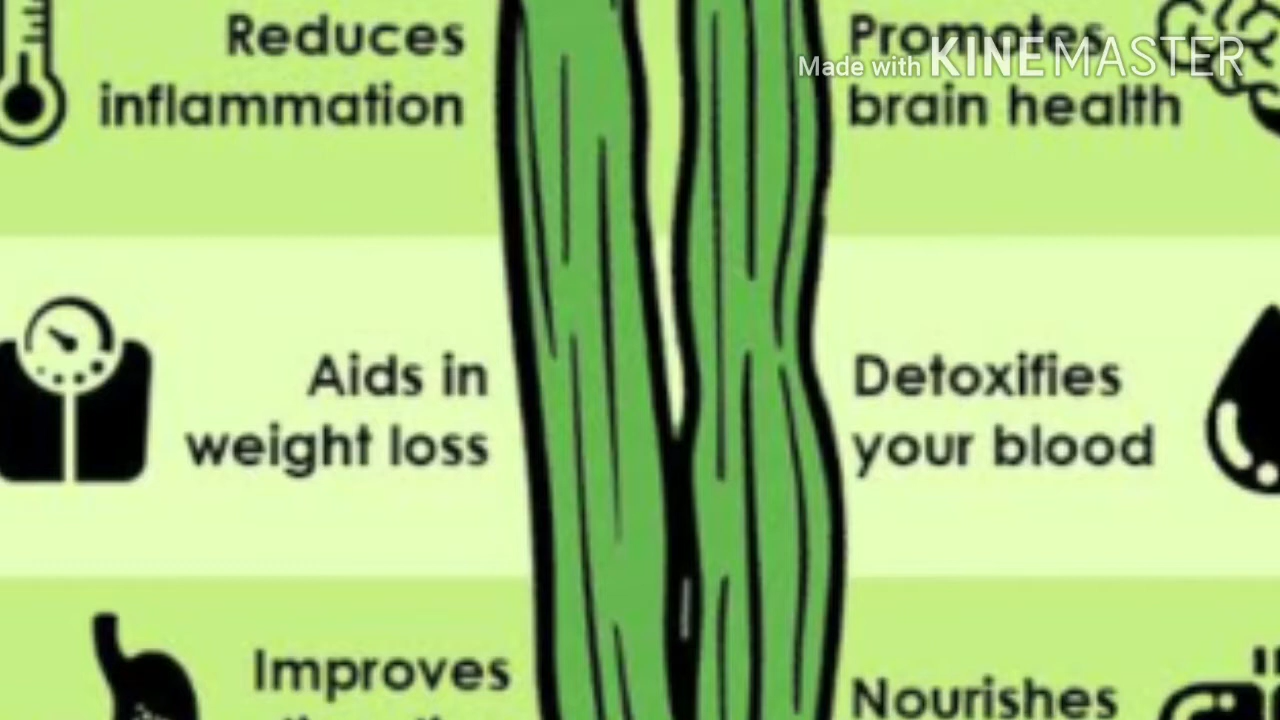 Reduces
inflammation
Promotes
brain health
Made with KINEMASTER
Aids in
weight loss
Detoxifies
your blood
Improves
Nourishes